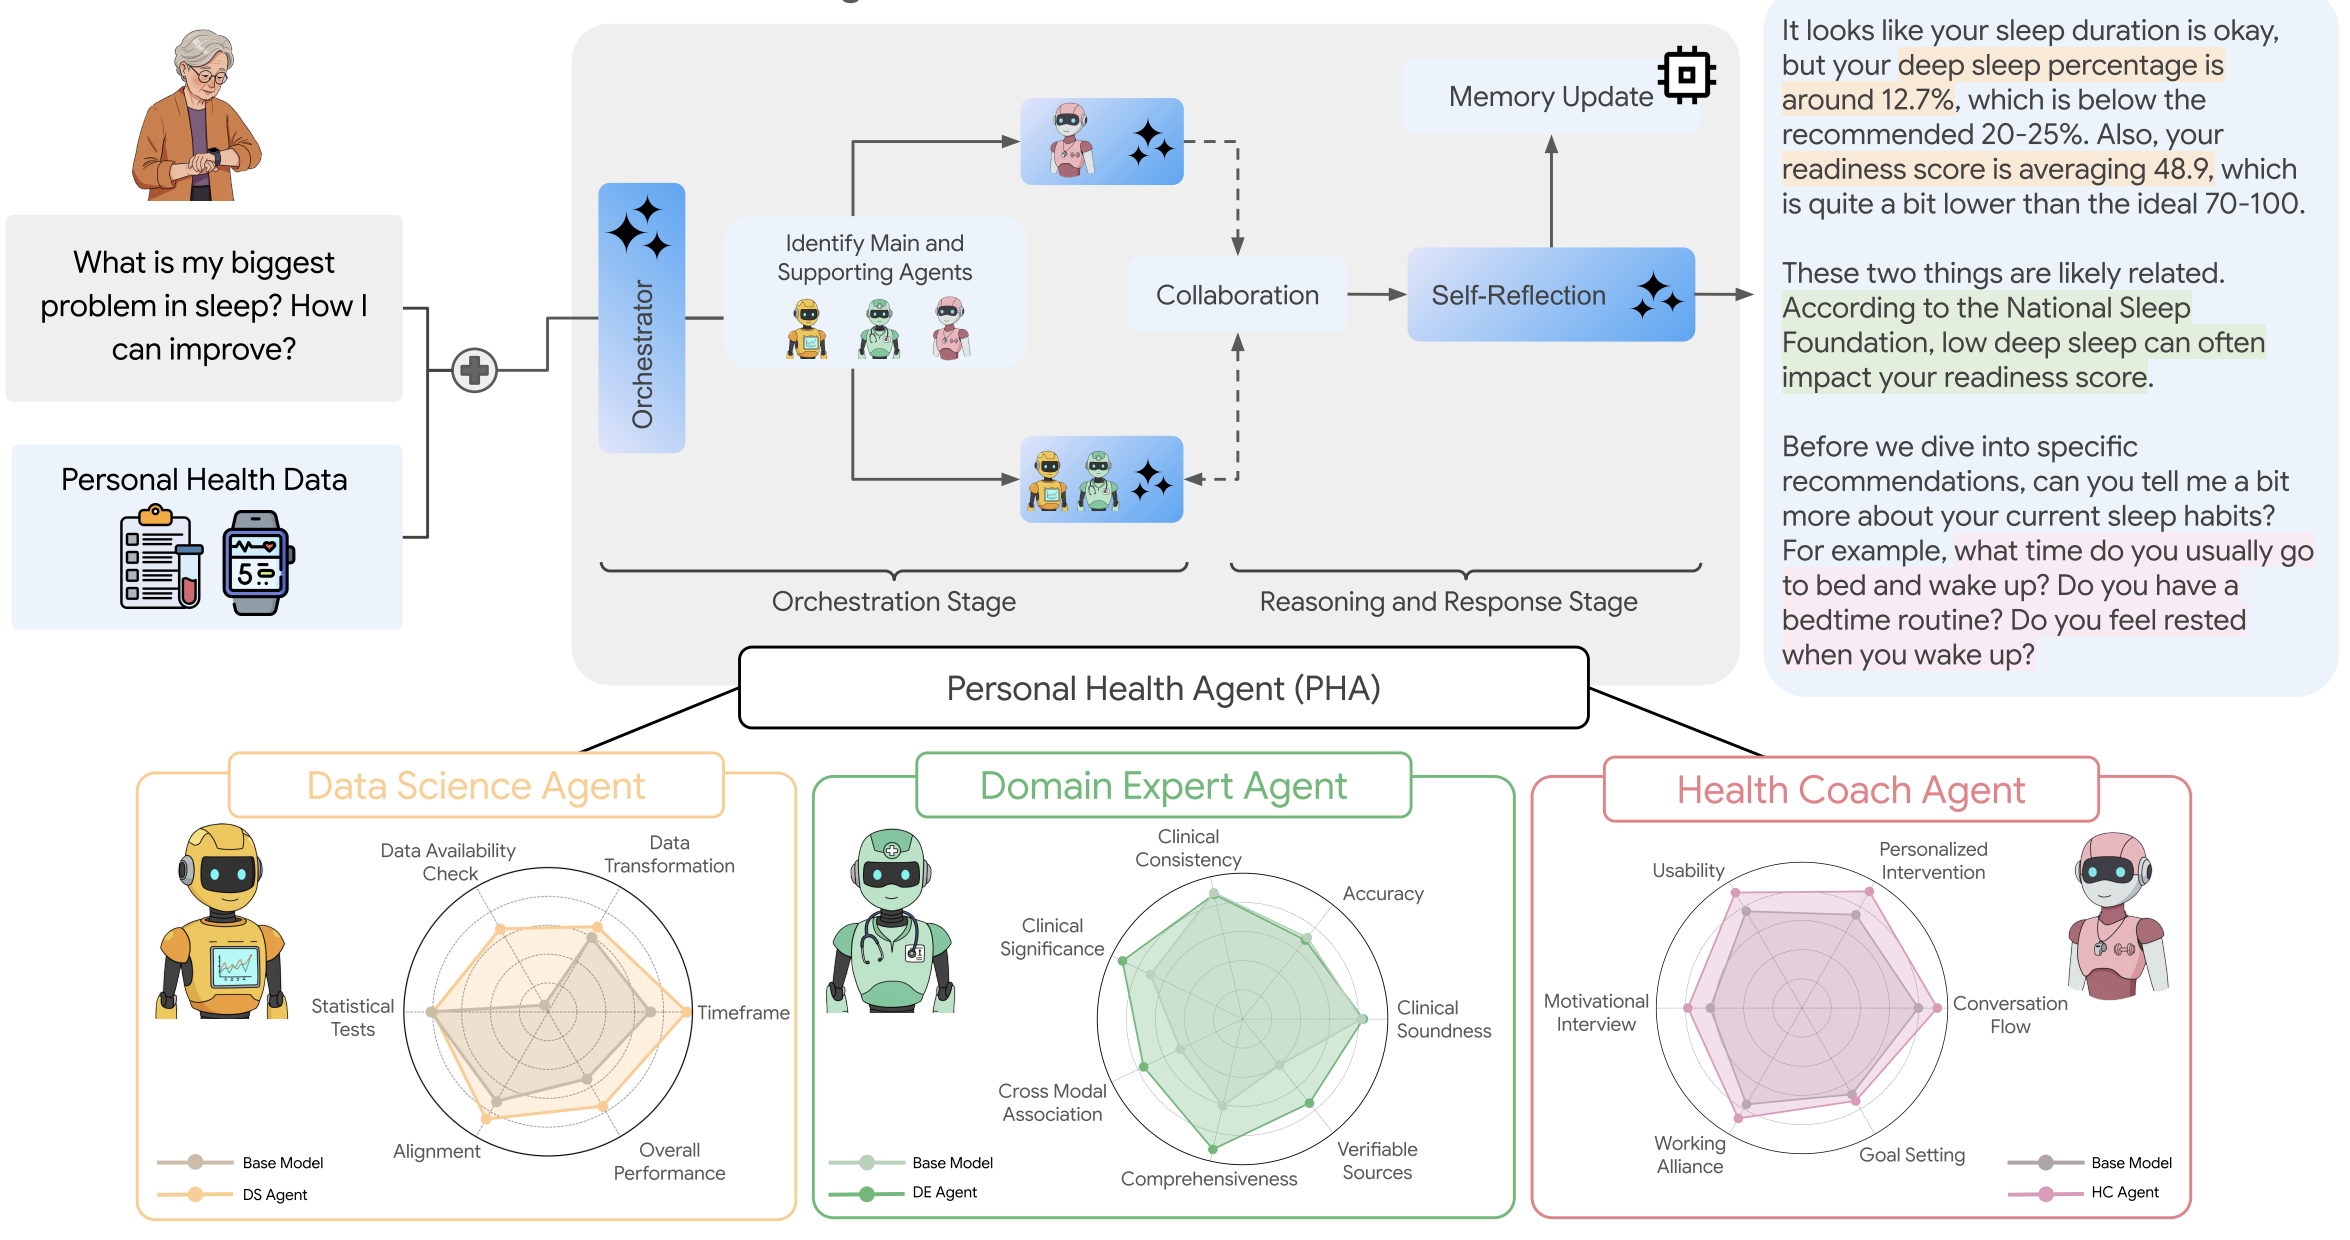 What is my biggest
problem in sleep? How I
can improve?
Personal Health Data
5
Orchestrator
Identify Main and
Supporting Agents
Collaboration
Self-Reflection
Memory Update
Orchestration Stage
Reasoning and Response Stage
It looks like your sleep duration is okay,
but your deep sleep percentage is
around 12.7%, which is below the
recommended 20-25%. Also, your
readiness score is averaging 48.9, which
is quite a bit lower than the ideal 70-100.
These two things are likely related.
According to the National Sleep
Foundation, low deep sleep can often
impact your readiness score.
Before we dive into specific
recommendations, can you tell me a bit
more about your current sleep habits?
For example, what time do you usually go
to bed and wake up? Do you have a
bedtime routine? Do you feel rested
when you wake up?
Personal Health Agent (PHA)
Data Science Agent
Data Availability
Check
Data
Transformation
Statistical
Tests
Timeframe
Alignment
Overall
Performance
Base Model
DS Agent
Domain Expert Agent
Clinical
Consistency
Accuracy
Clinical
Significance
Clinical
Soundness
Cross Modal
Association
Verifiable
Sources
Comprehensiveness
Base Model
DE Agent
Health Coach Agent
Usability
Personalized
Intervention
Motivational
Interview
Conversation
Flow
Working
Alliance
Goal Setting
Base Model
HC Agent